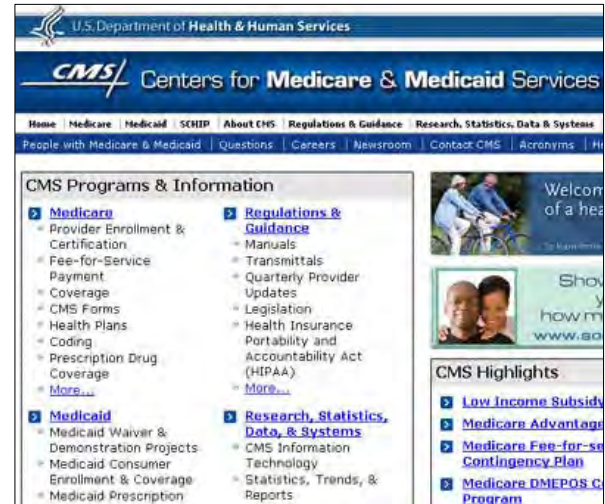 U.S. Department of Health & Human Services
CMS/ Centers for Medicare & Medicaid Services
Home Medicare Medicaid SCHIP About CMS Regulations & Guidance Research, Statistics, Data & Systems
People with Medicare & Medicaid Questions Careers Newsroom Contact CMS Acronyms
CMS Programs & Information
Medicare
Provider Enrollment &
Certification
Fee-for-Service
Payment
Coverage
CMS Forms
Health Plans
Coding
Prescription Drug
Coverage
More...
Medicaid
Medicaid Waiver &
Demonstration Projects
Medicaid Consumer
Enrollment & Coverage
Medicaid Prescription
Regulations &
Guidance
Manuals
Transmittals
Quarterly Provider
Updates
Legislation
Health Insurance
Portability and
Accountability Act
(HIPAA)
More...
Research, Statistics,
Data, & Systems
CMS Information
Technology
Statistics, Trends, &
Reports
Welcom
of a hea
Sho
y
how m
www.so
CMS Highlights
Low Income Subsidy
Medicare Advantage
Medicare Fee-for-se
Contingency Plan
Medicare DMEPOS C
Program